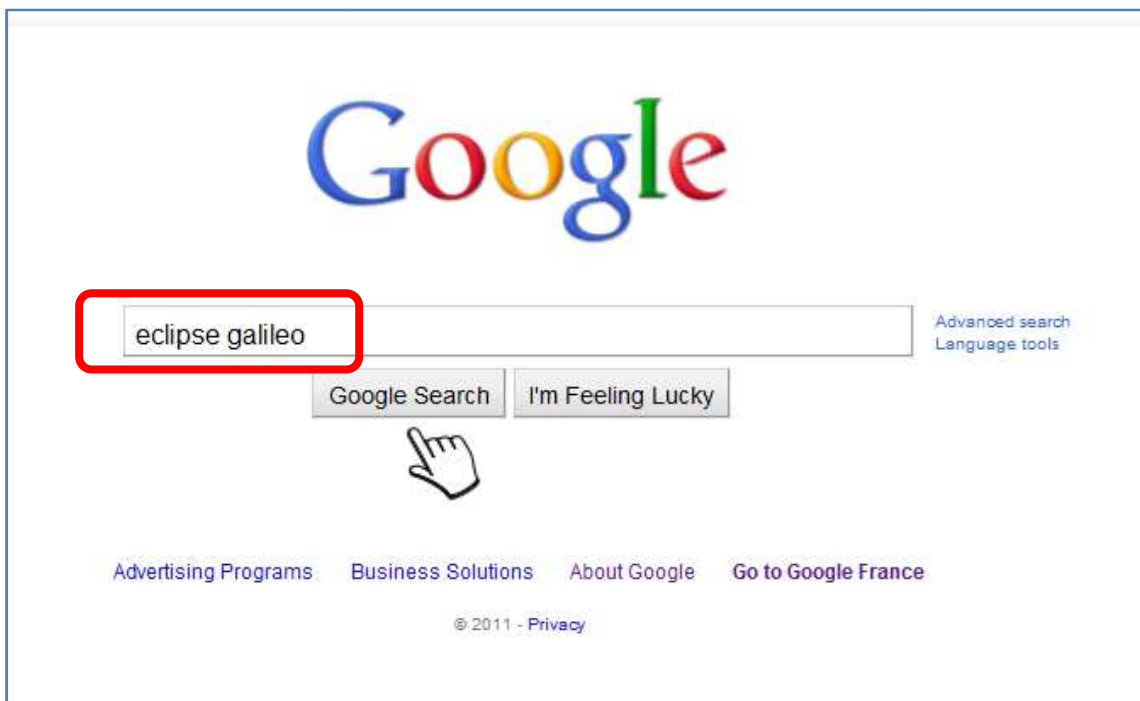 Google
eclipse galileo
Advanced search
Language tools
Google Search I'm Feeling Lucky
Advertising Programs Business Solutions About Google Go to Google France
© 2011 - Privacy